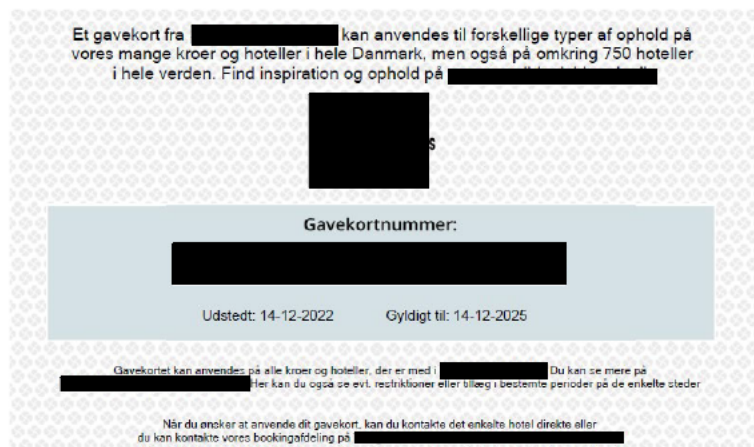 Et gavekort fra kan anvendes til forskellige typer af ophold på
vores mange kroer og hoteller i hele Danmark, men også på omkring 750 hoteller
i hele verden. Find inspiration og ophold på
s
Gavekortnummer:
Udstedt: 14-12-2022 Gyldigt til: 14-12-2025
Gavekortet kan anvendes på alle kroer og hoteller, der er med i Du kan se mere på
Her kan du også se evt. restriktioner eller tillæg i bestemte perioder på de enkelte steder
Når du ønsker at anvende dit gavekort, kan du kontakte det enkelte hotel direkte eller
du kan kontakte vores bookingafdeling på